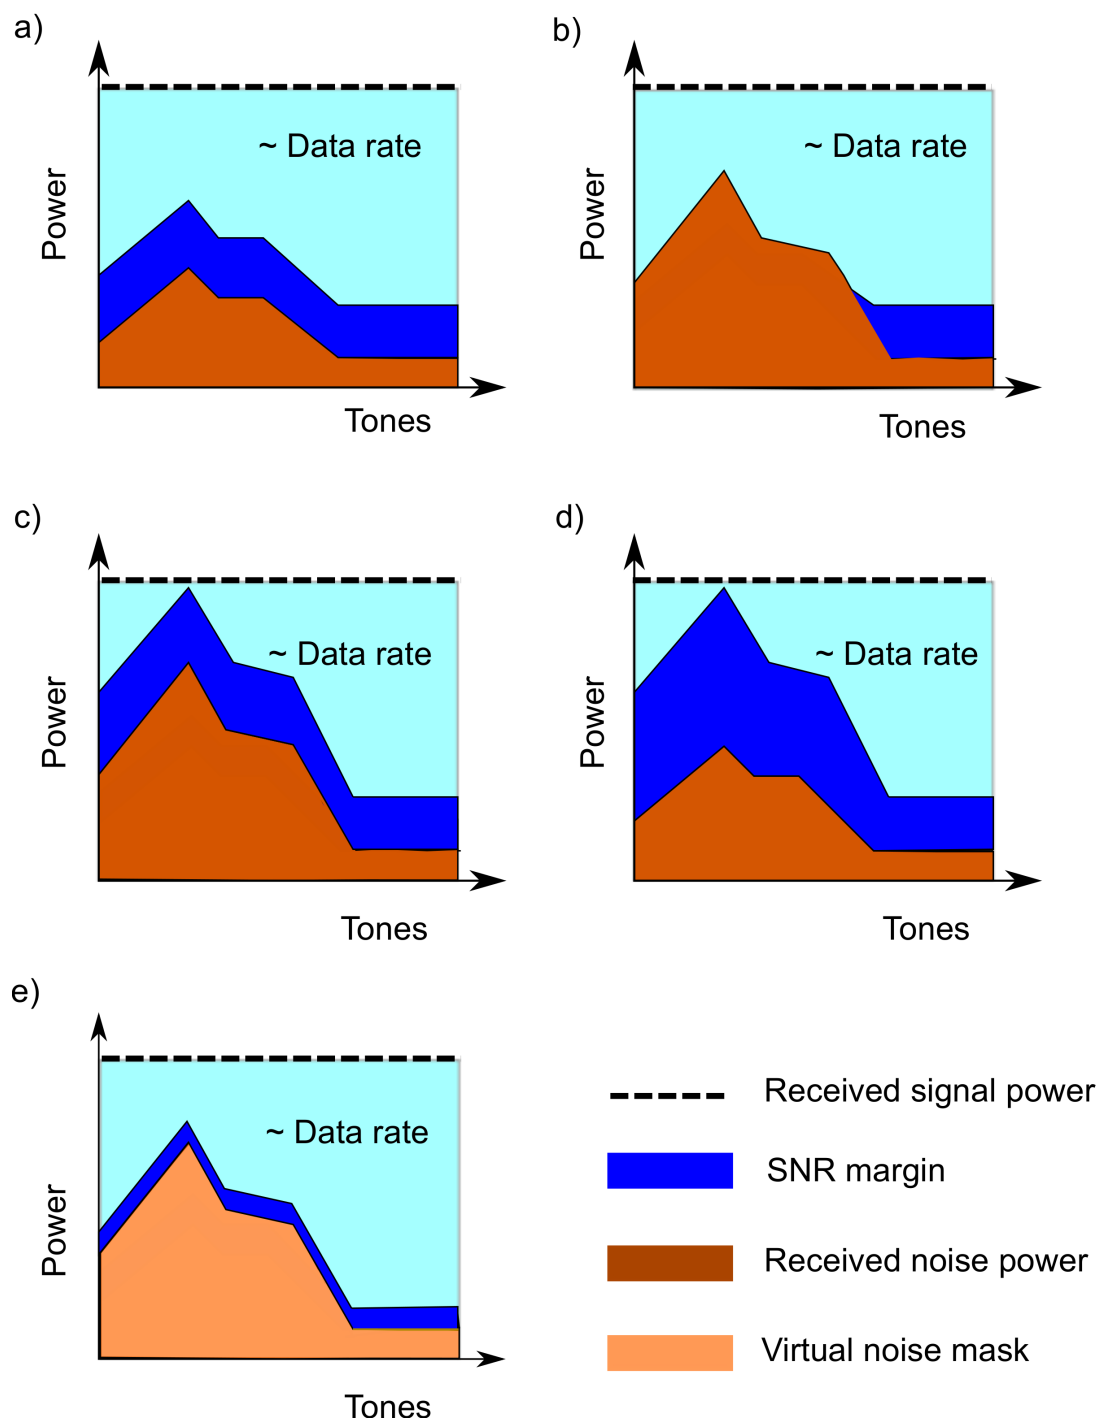 a)
~ Data rate
Power
Tones
b)
~ Data rate
Power
Tones
c)
~ Data rate
Power
Tones
d)
~ Data rate
Power
Tones
e)
~ Data rate
Power
Tones
Received signal power
SNR margin
Received noise power
Virtual noise mask